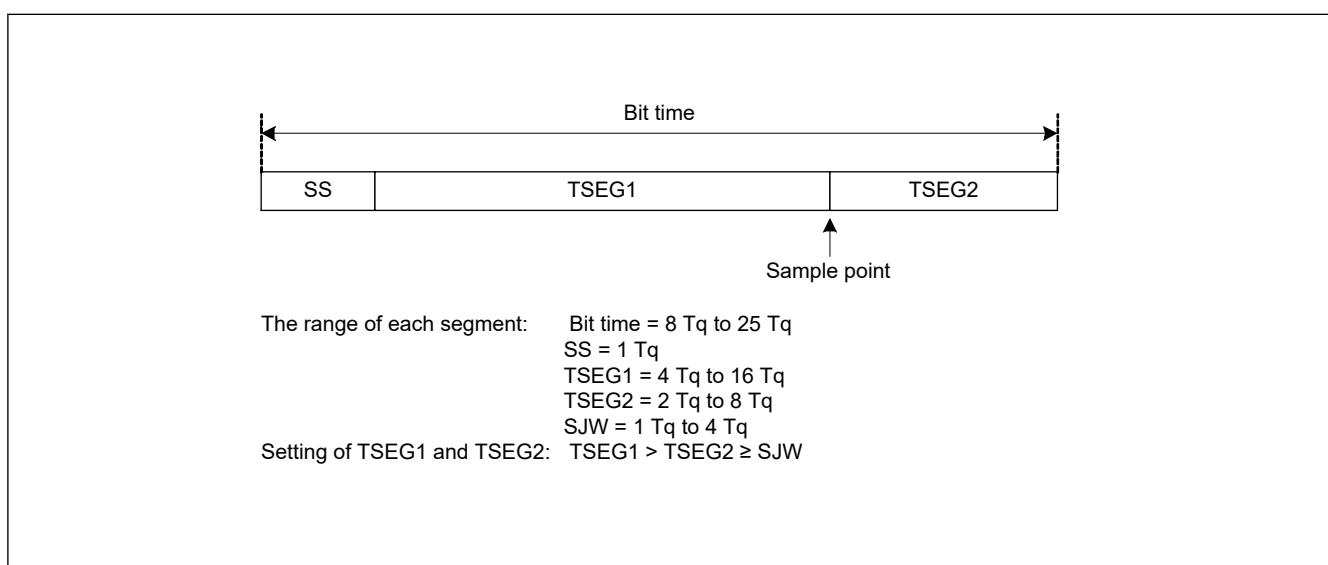 Bit time
SS TSEG1 TSEG2
Sample point
The range of each segment: Bit time = 8 Tq to 25 Tq
SS = 1 Tq
TSEG1 = 4 Tq to 16 Tq
TSEG2 = 2 Tq to 8 Tq
SJW = 1 Tq to 4 Tq
Setting of TSEG1 and TSEG2: TSEG1 > TSEG2 ≥ SJW